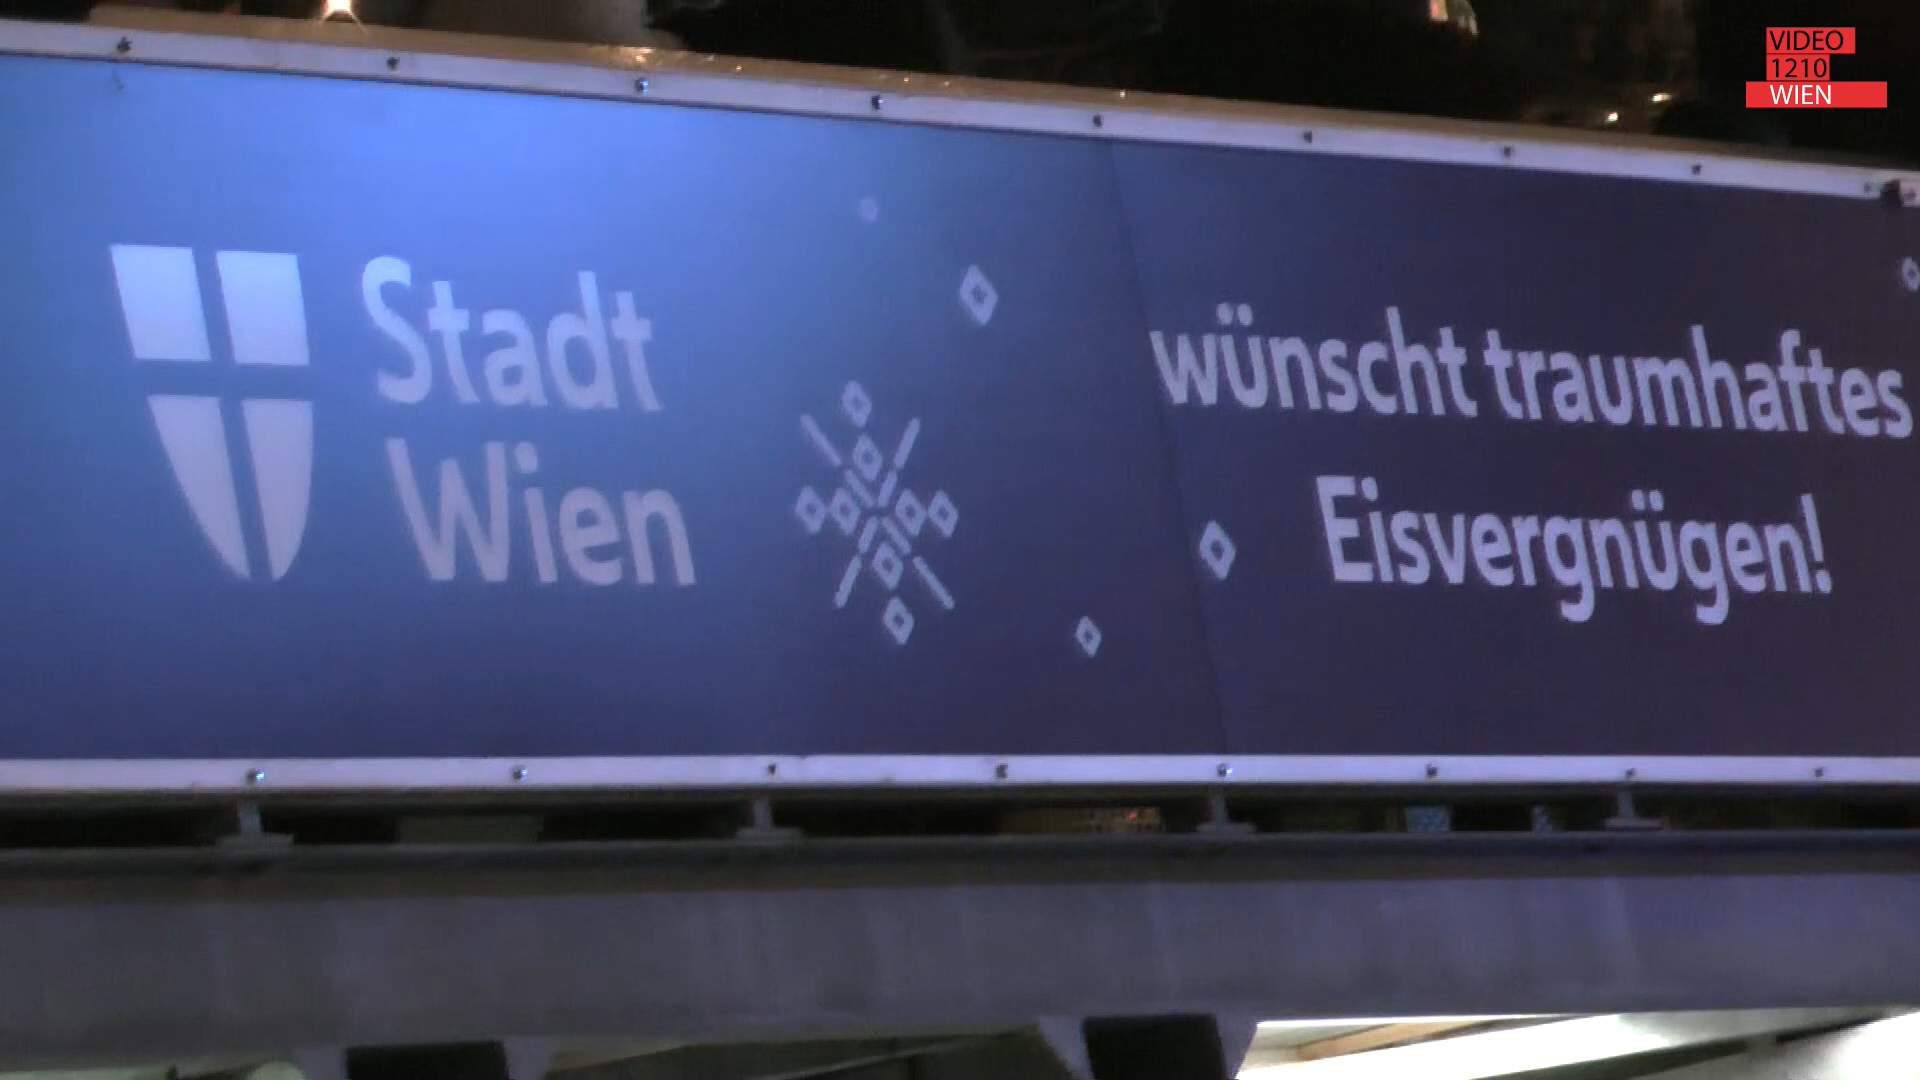 VIDEO
1210
WIEN
Stadt
Wien
wünscht traumhaftes
Eisvergnügen!